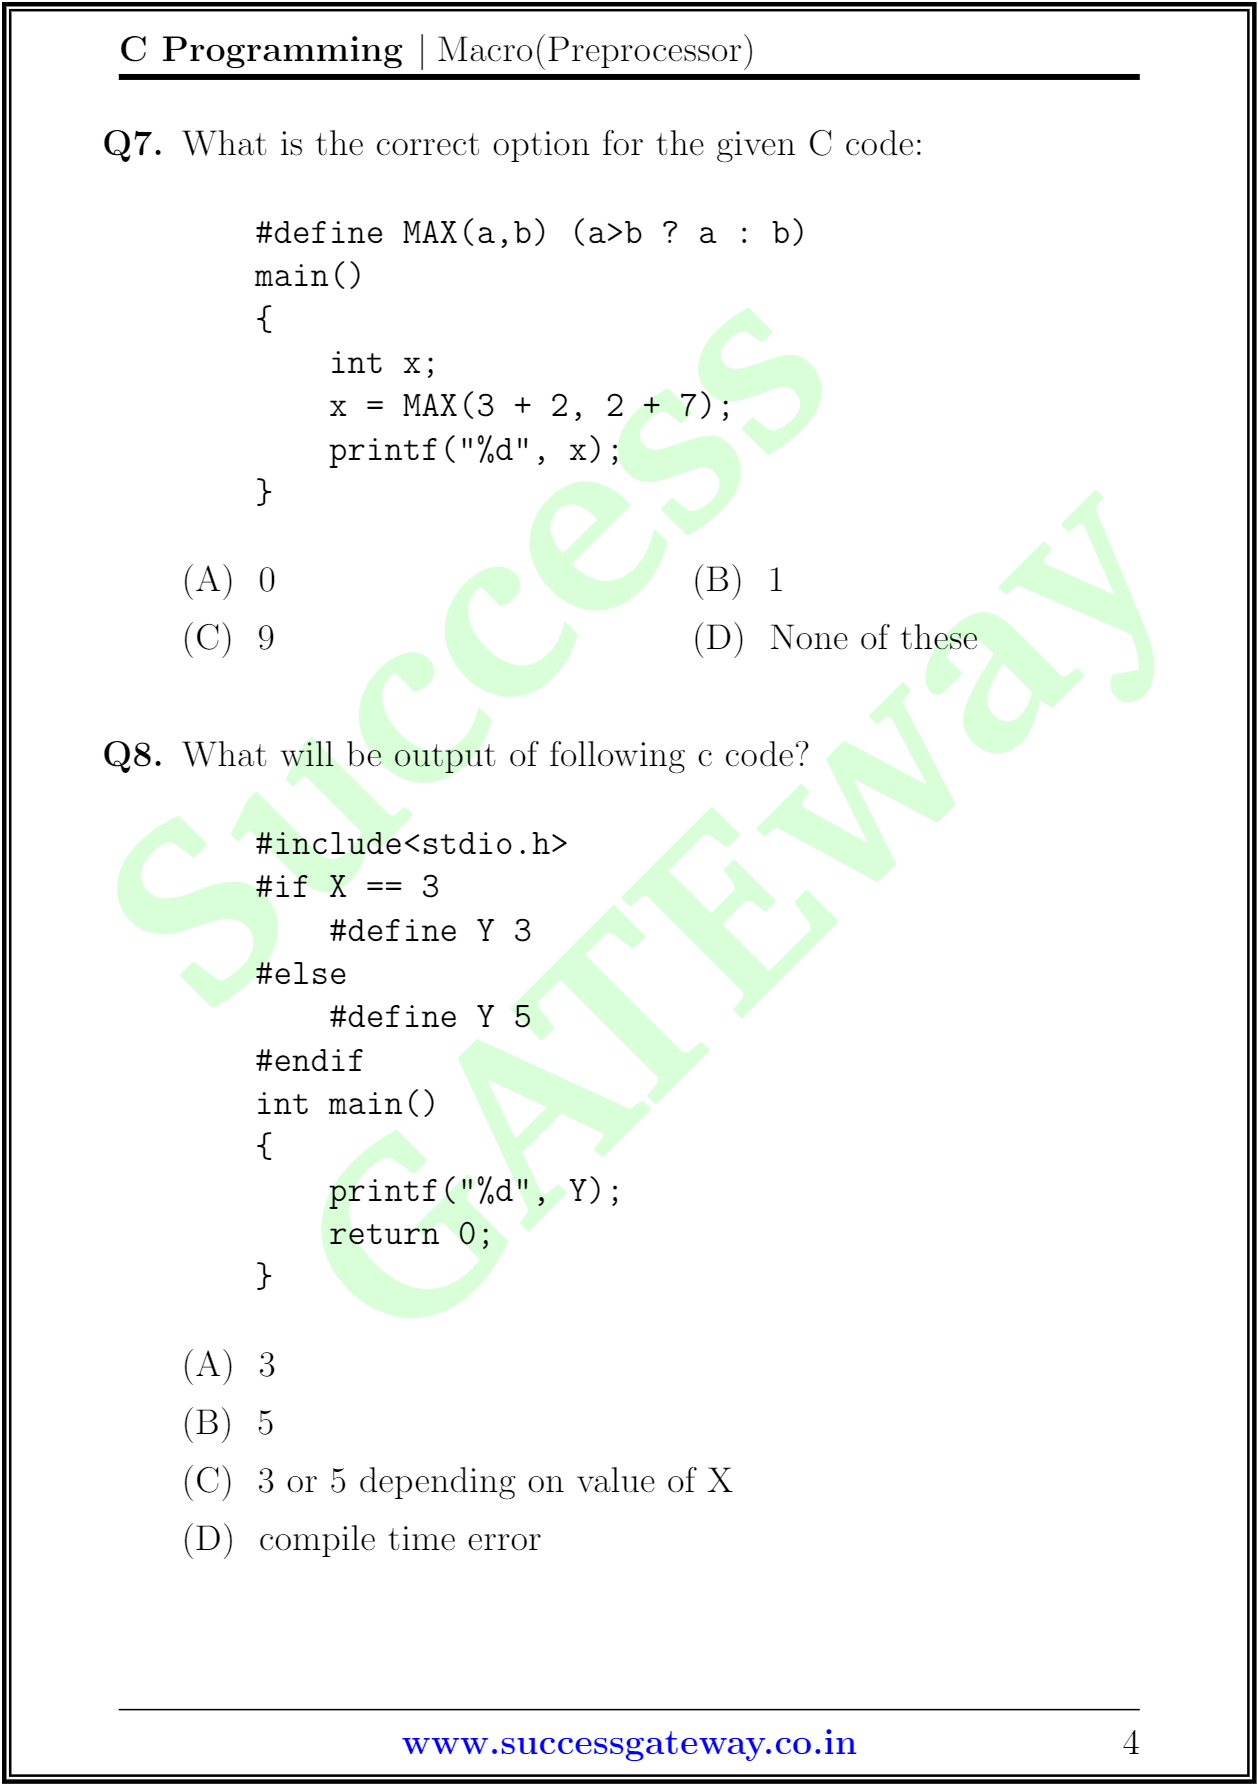 C Programming | Macro(Preprocessor)
Q7. What is the correct option for the given C code:
#define MAX(a,b) (a>b ? a : b)
main()
{
    int x;
    x = MAX(3 + 2, 2 + 7);
    printf("%d", x);
}
(A) 0 (B) 1
(C) 9 (D) None of these
Q8. What will be output of following c code?
#include<stdio.h>
#if X == 3
    #define Y 3
#else
    #define Y 5
#endif
int main()
{
    printf("%d", Y);
    return 0;
}
(A) 3
(B) 5
(C) 3 or 5 depending on value of X
(D) compile time error
Success
GATEway
www.successgateway.co.in 4